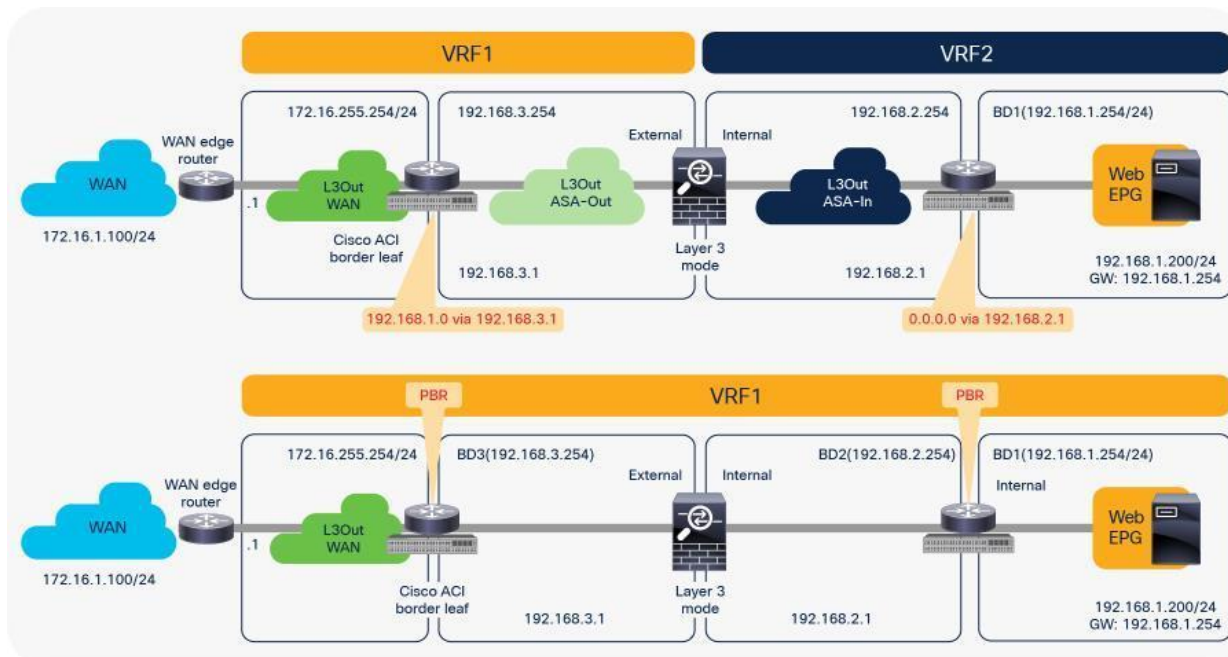 VRF1
VRF2
172.16.255.254/24
192.168.3.254
192.168.2.254
BD1(192.168.1.254/24)
External
Internal
WAN edge
router
WAN
.1
L3Out
WAN
L3Out
ASA-Out
L3Out
ASA-In
Web
EPG
172.16.1.100/24
Cisco ACI
border leaf
192.168.3.1
Layer 3
mode
192.168.2.1
192.168.1.200/24
GW: 192.168.1.254
192.168.1.0 via 192.168.3.1
0.0.0.0 via 192.168.2.1
PBR
VRF1
PBR
172.16.255.254/24
BD3(192.168.3.254)
BD2(192.168.2.254)
BD1(192.168.1.254/24)
External
Internal
Internal
WAN edge
router
WAN
.1
L3Out
WAN
Web
EPG
172.16.1.100/24
Cisco ACI
border leaf
192.168.3.1
Layer 3
mode
192.168.2.1
192.168.1.200/24
GW: 192.168.1.254